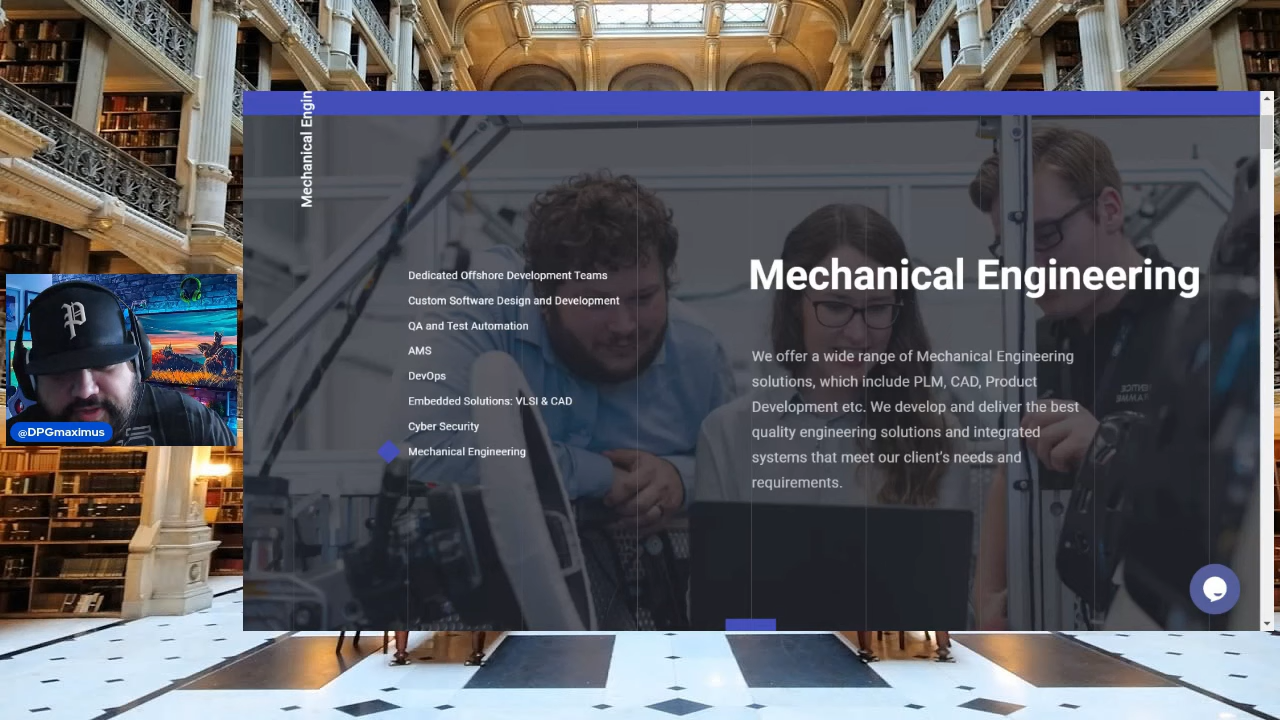 Mechanical Engin
Dedicated Offshore Development Teams
Custom Software Design and Development
QA and Test Automation
AMS
DevOps
Embedded Solutions: VLSI & CAD
Cyber Security
Mechanical Engineering
Mechanical Engineering
We offer a wide range of Mechanical Engineering
solutions, which include PLM, CAD, Product
Development etc. We develop and deliver the best
quality engineering solutions and integrated
systems that meet our client's needs and
requirements.
P
@DPGmaximus